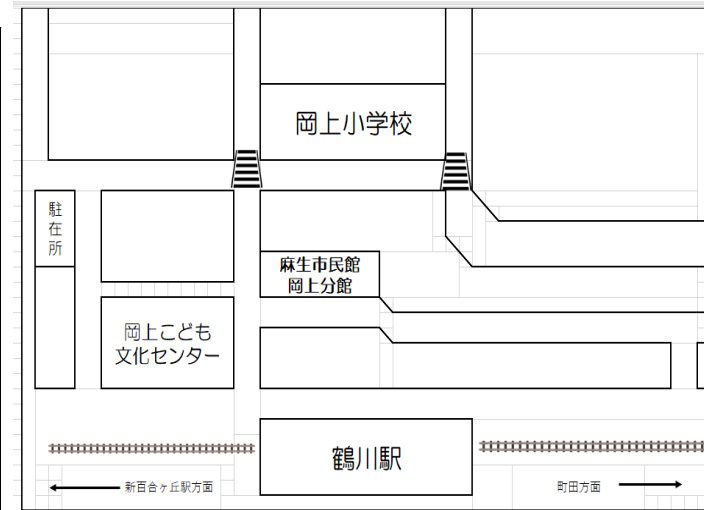 岡上小学校
駐在所
麻生市民館
岡上分館
岡上こども
文化センター
鶴川駅
新百合ヶ丘駅方面
町田方面